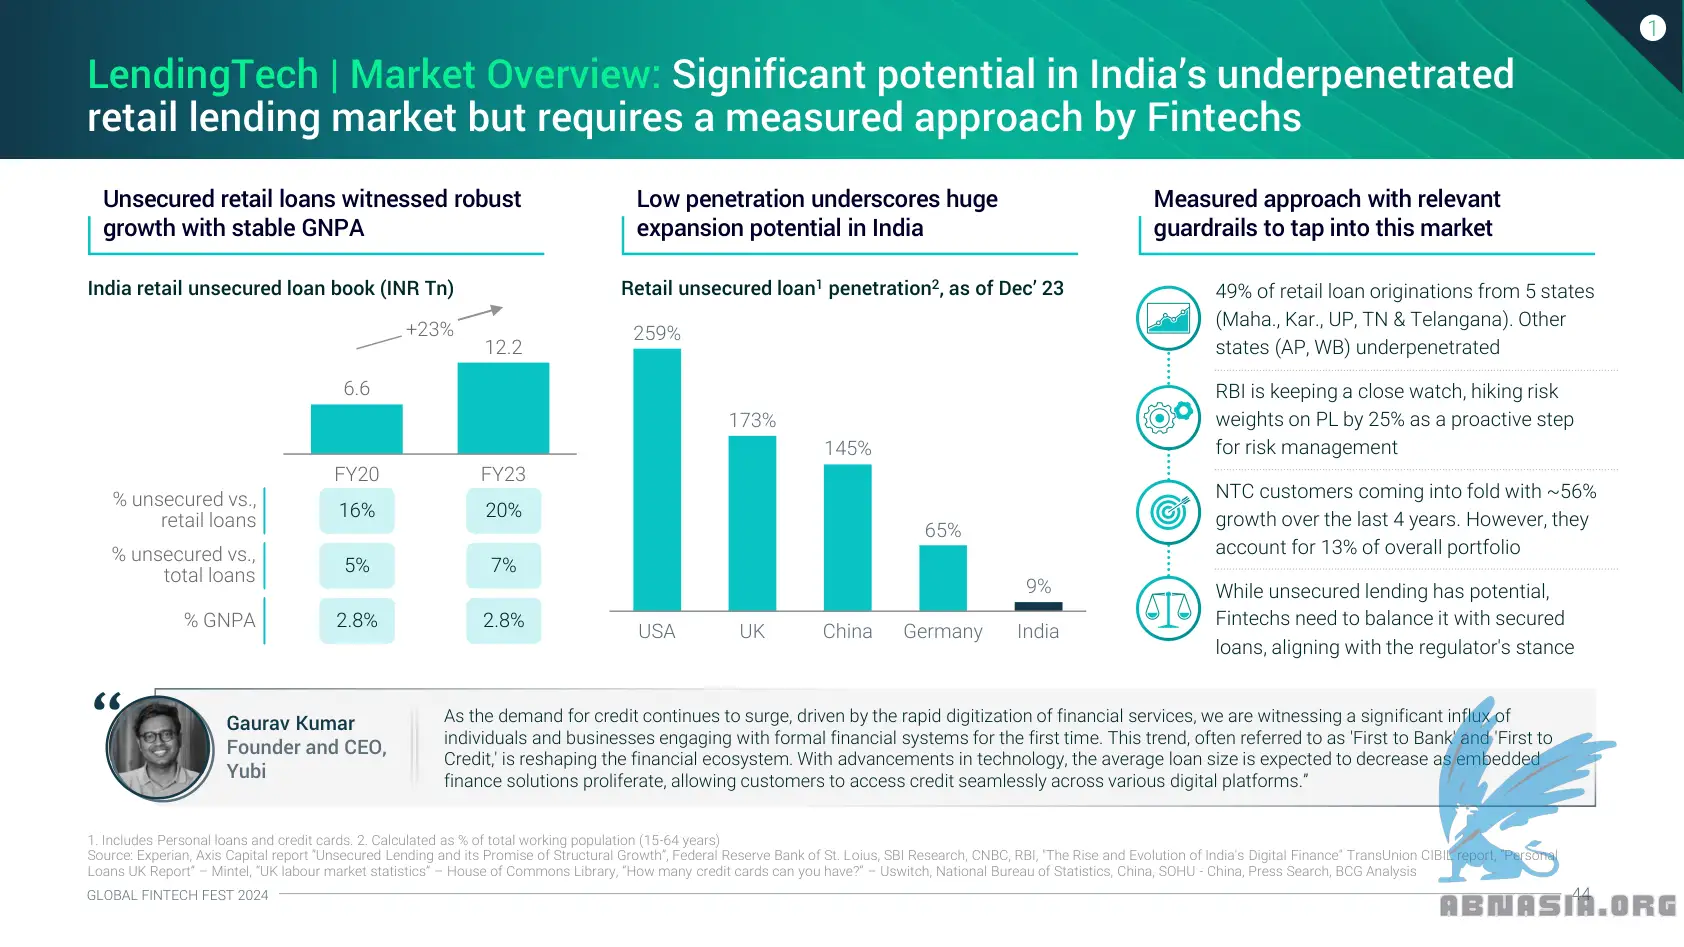 1
LendingTech | Market Overview: Significant potential in India's underpenetrated
retail lending market but requires a measured approach by Fintechs
Unsecured retail loans witnessed robust
growth with stable GNPA
India retail unsecured loan book (INR Tn)
+23%
12.2
6.6
FY20
FY23
% unsecured vs.,
retail loans
16%
20%
% unsecured vs.,
total loans
5%
7%
% GNPA
2.8%
2.8%
Low penetration underscores huge
expansion potential in India
Retail unsecured loan¹ penetration², as of Dec' 23
259%
173%
145%
65%
9%
USA
UK
China
Germany
India
Measured approach with relevant
guardrails to tap into this market
49% of retail loan originations from 5 states
(Maha., Kar., UP, TN & Telangana). Other
states (AP, WB) underpenetrated
RBI is keeping a close watch, hiking risk
weights on PL by 25% as a proactive step
for risk management
NTC customers coming into fold with ~56%
growth over the last 4 years. However, they
account for 13% of overall portfolio
While unsecured lending has potential,
Fintechs need to balance it with secured
loans, aligning with the regulator's stance
“
Gaurav Kumar
Founder and CEO,
Yubi
As the demand for credit continues to surge, driven by the rapid digitization of financial services, we are witnessing a significant influx of
individuals and businesses engaging with formal financial systems for the first time. This trend, often referred to as 'First to Bank' and 'First to
Credit,' is reshaping the financial ecosystem. With advancements in technology, the average loan size is expected to decrease as embedded
finance solutions proliferate, allowing customers to access credit seamlessly across various digital platforms.”
1. Includes Personal loans and credit cards. 2. Calculated as % of total working population (15-64 years)
Source: Experian, Axis Capital report “Unsecured Lending and its Promise of Structural Growth”, Federal Reserve Bank of St. Loius, SBI Research, CNBC, RBI, "The Rise and Evolution of India's Digital Finance" TransUnion CIBIL report, “Personal
Loans UK Report” – Mintel, “UK labour market statistics” – House of Commons Library, “How many credit cards can you have?” – Uswitch, National Bureau of Statistics, China, SOHU - China, Press Search, BCG Analysis
GLOBAL FINTECH FEST 2024
44
ABNASIA.ORG